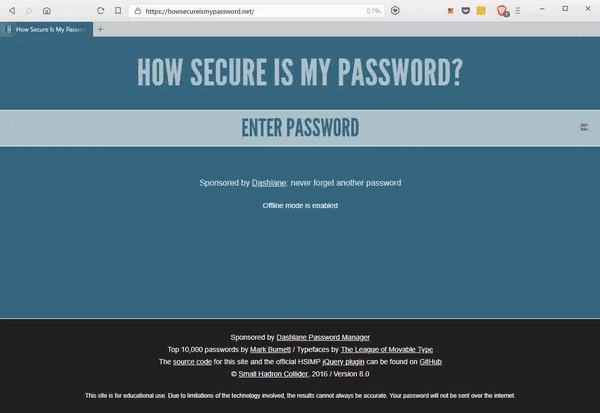 https://howsecureismypassword.net/
0.79s
How Secure Is My Passw
HOW SECURE IS MY PASSWORD?
ENTER PASSWORD
Sponsored by Dashlane: never forget another password
Offline mode is enabled
Sponsored by Dashlane Password Manager
Top 10,000 passwords by Mark Burnett / Typefaces by The League of Movable Type
The source code for this site and the official HSIMP jQuery plugin can be found on GitHub
© Small Hadron Collider, 2016 / Version 8.0
This site is for educational use. Due to limitations of the technology involved, the results cannot always be accurate. Your password will not be sent over the internet.